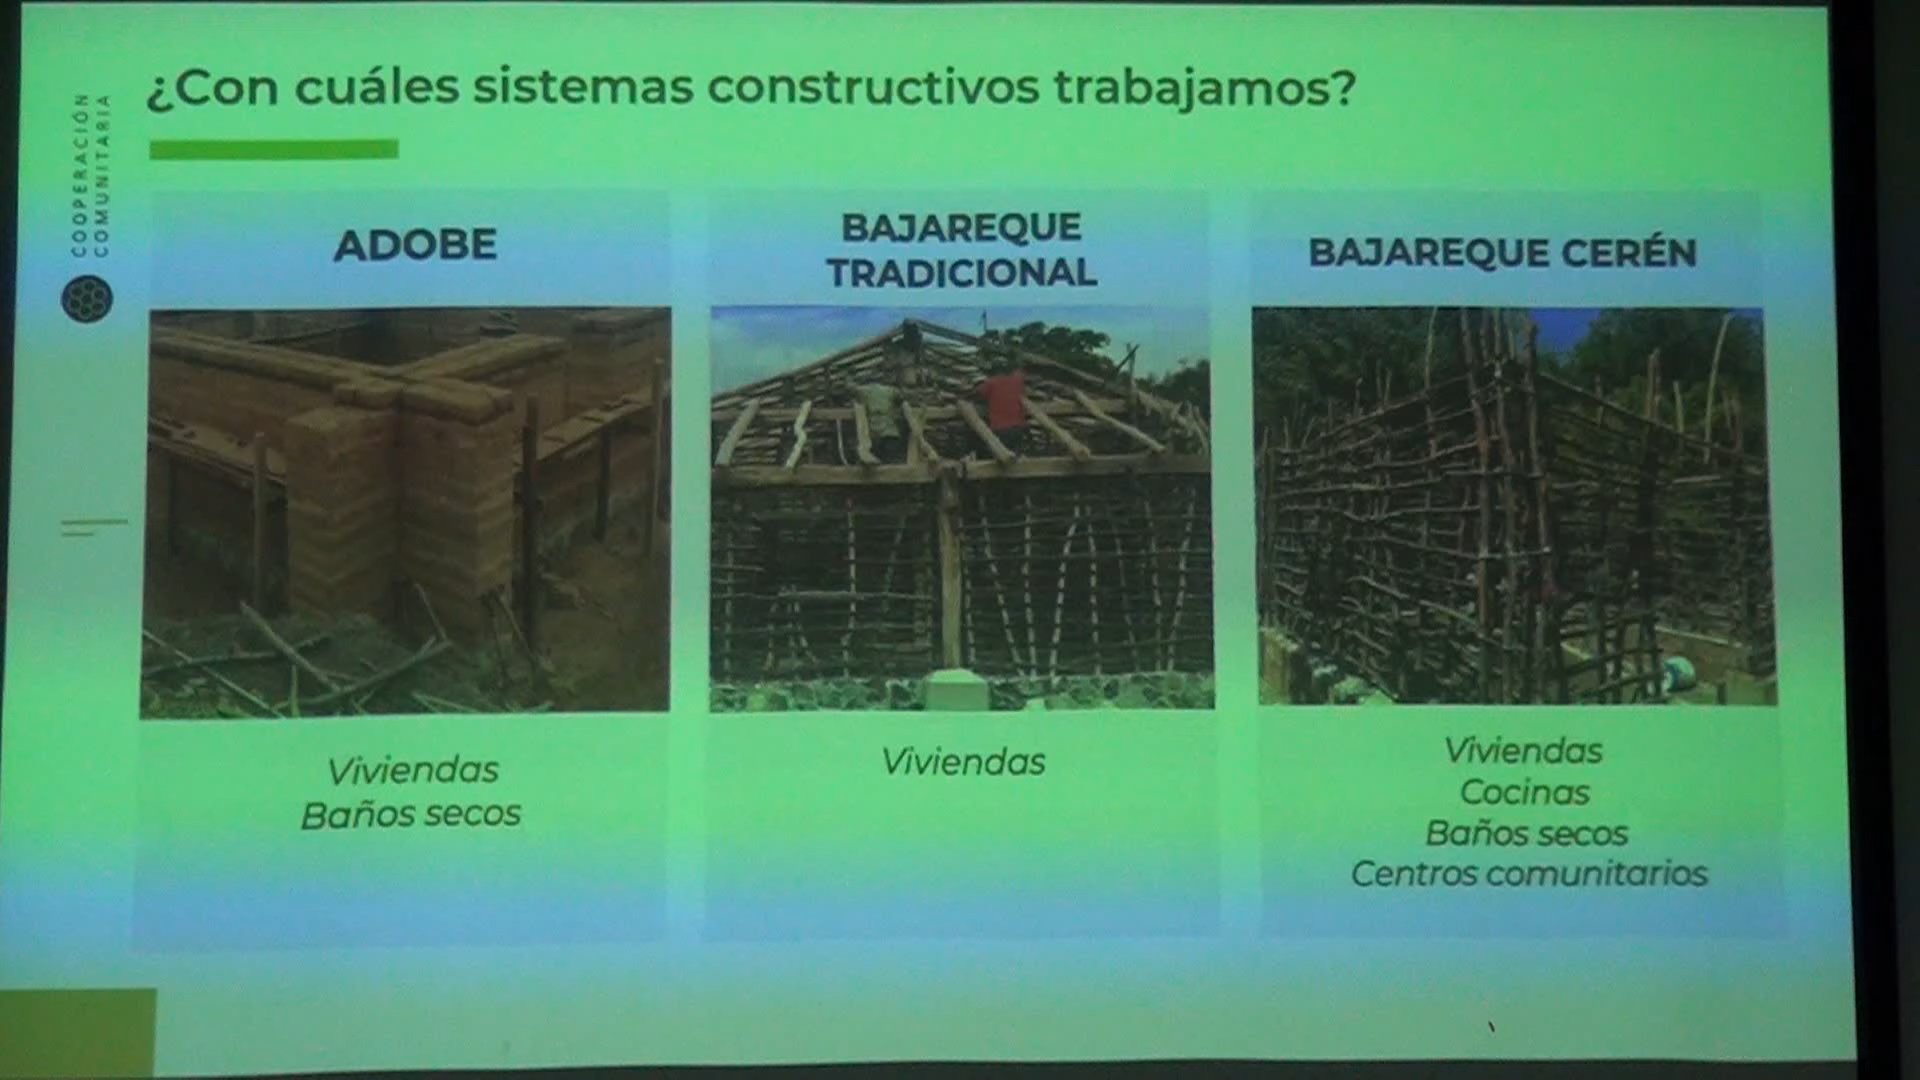 ¿Con cuáles sistemas constructivos trabajamos?
COOPERACIÓN
COMUNITARIA
ADOBE
Viviendas
Baños secos
BAJAREQUE
TRADICIONAL
Viviendas
BAJAREQUE CERÉN
Viviendas
Cocinas
Baños secos
Centros comunitarios